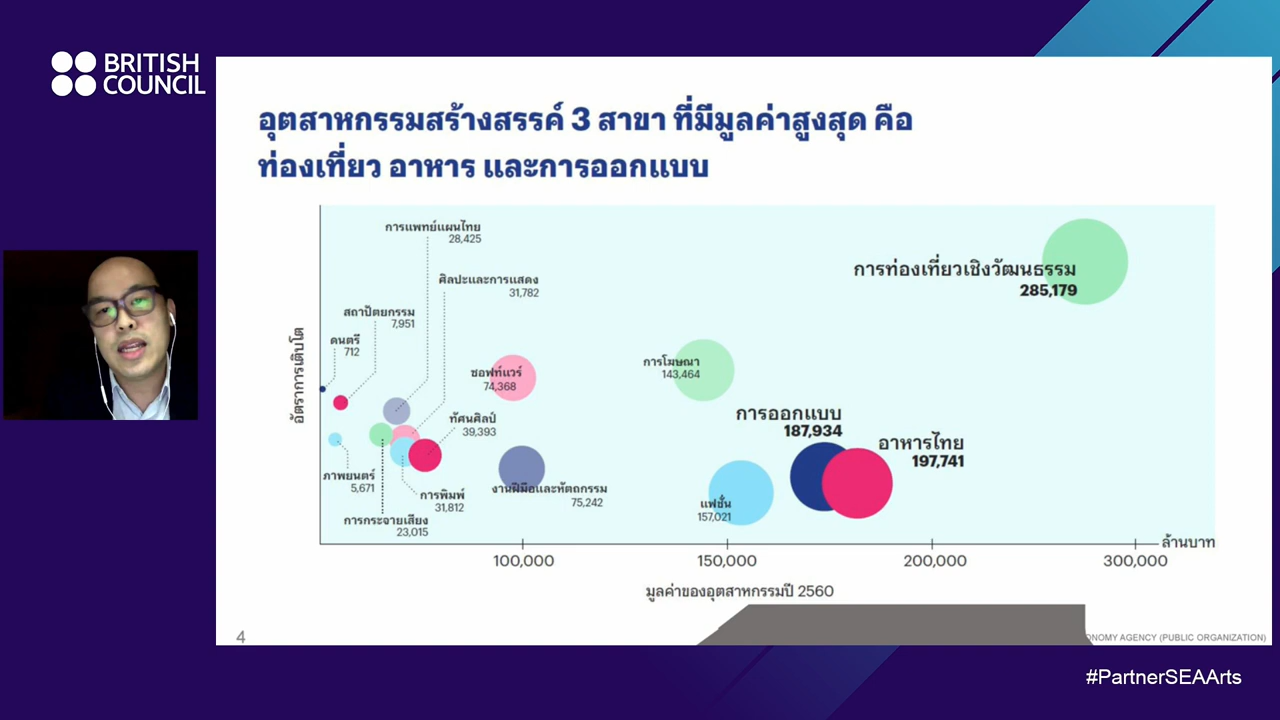 BRITISH
COUNCIL
อุตสาหกรรมสร้างสรรค์ 3 สาขา ที่มีมูลค่าสูงสุด คือ
ท่องเที่ยว อาหาร และการออกแบบ
การแพทย์แผนไทย
28,425
ศิลปะและการแสดง
31,782
สถาปัตยกรรม
7,951
ดนตรี
712
การท่องเที่ยวเชิงวัฒนธรรม
285,179
อัตราการเติบโต
ซอฟท์แวร์
74,368
การโฆษณา
143,464
ทัศนศิลป์
39,393
การออกแบบ
187,934
อาหารไทย
197,741
ภาพยนตร์
5,671
การพิมพ์
31,812
งานฝีมือและหัตถกรรม
75,242
แฟชั่น
157,021
การกระจายเสียง
23,015
ล้านบาท
100,000 150,000 200,000 300,000
มูลค่าของอุตสาหกรรมปี 2560
4
ONOMY AGENCY (PUBLIC ORGANIZATION)
#PartnerSEAArts